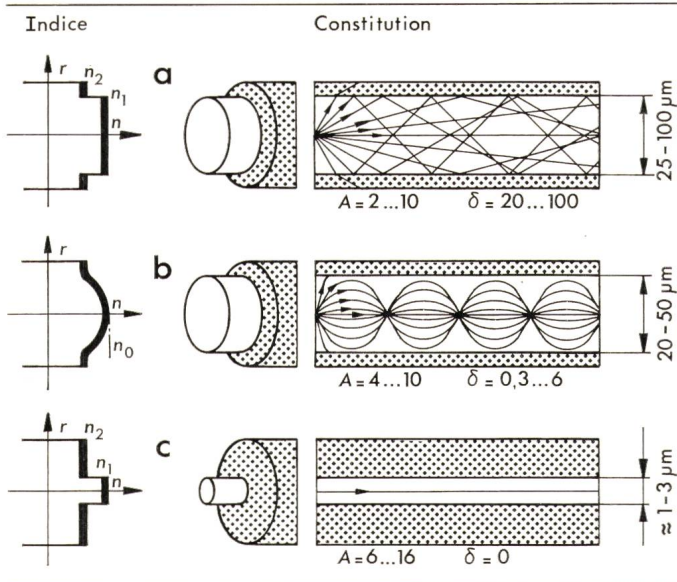 Indice Constitution
r n₂
n₁
n
a
25 – 100 µm
A = 2...10 δ = 20...100
r
n
n₀
b
20 – 50 µm
A = 4...10 δ = 0,3...6
r n₂
n₁
n
c
≈ 1 – 3 µm
A = 6...16 δ = 0